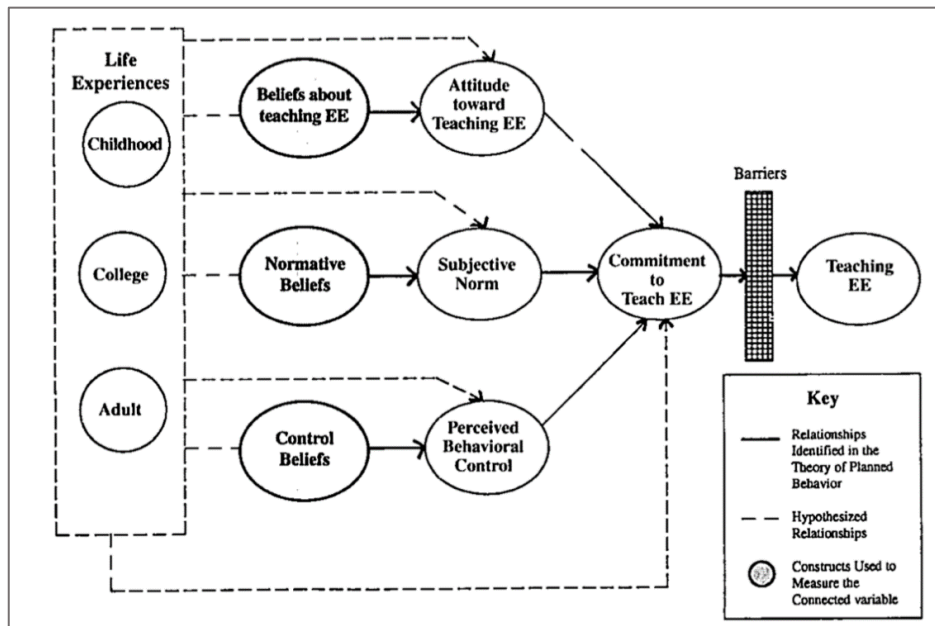 Life
Experiences
Childhood
College
Adult
Beliefs about
teaching EE
Attitude
toward
Teaching EE
Normative
Beliefs
Subjective
Norm
Control
Beliefs
Perceived
Behavioral
Control
Commitment
to
Teach EE
Barriers
Teaching
EE
Key
Relationships
Identified in the
Theory of Planned
Behavior
Hypothesized
Relationships
Constructs Used to
Measure the
Connected variable